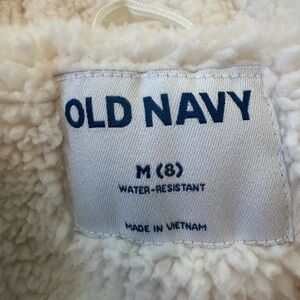 OLD NAVY
M (8)
WATER-RESISTANT
MADE IN VIETNAM